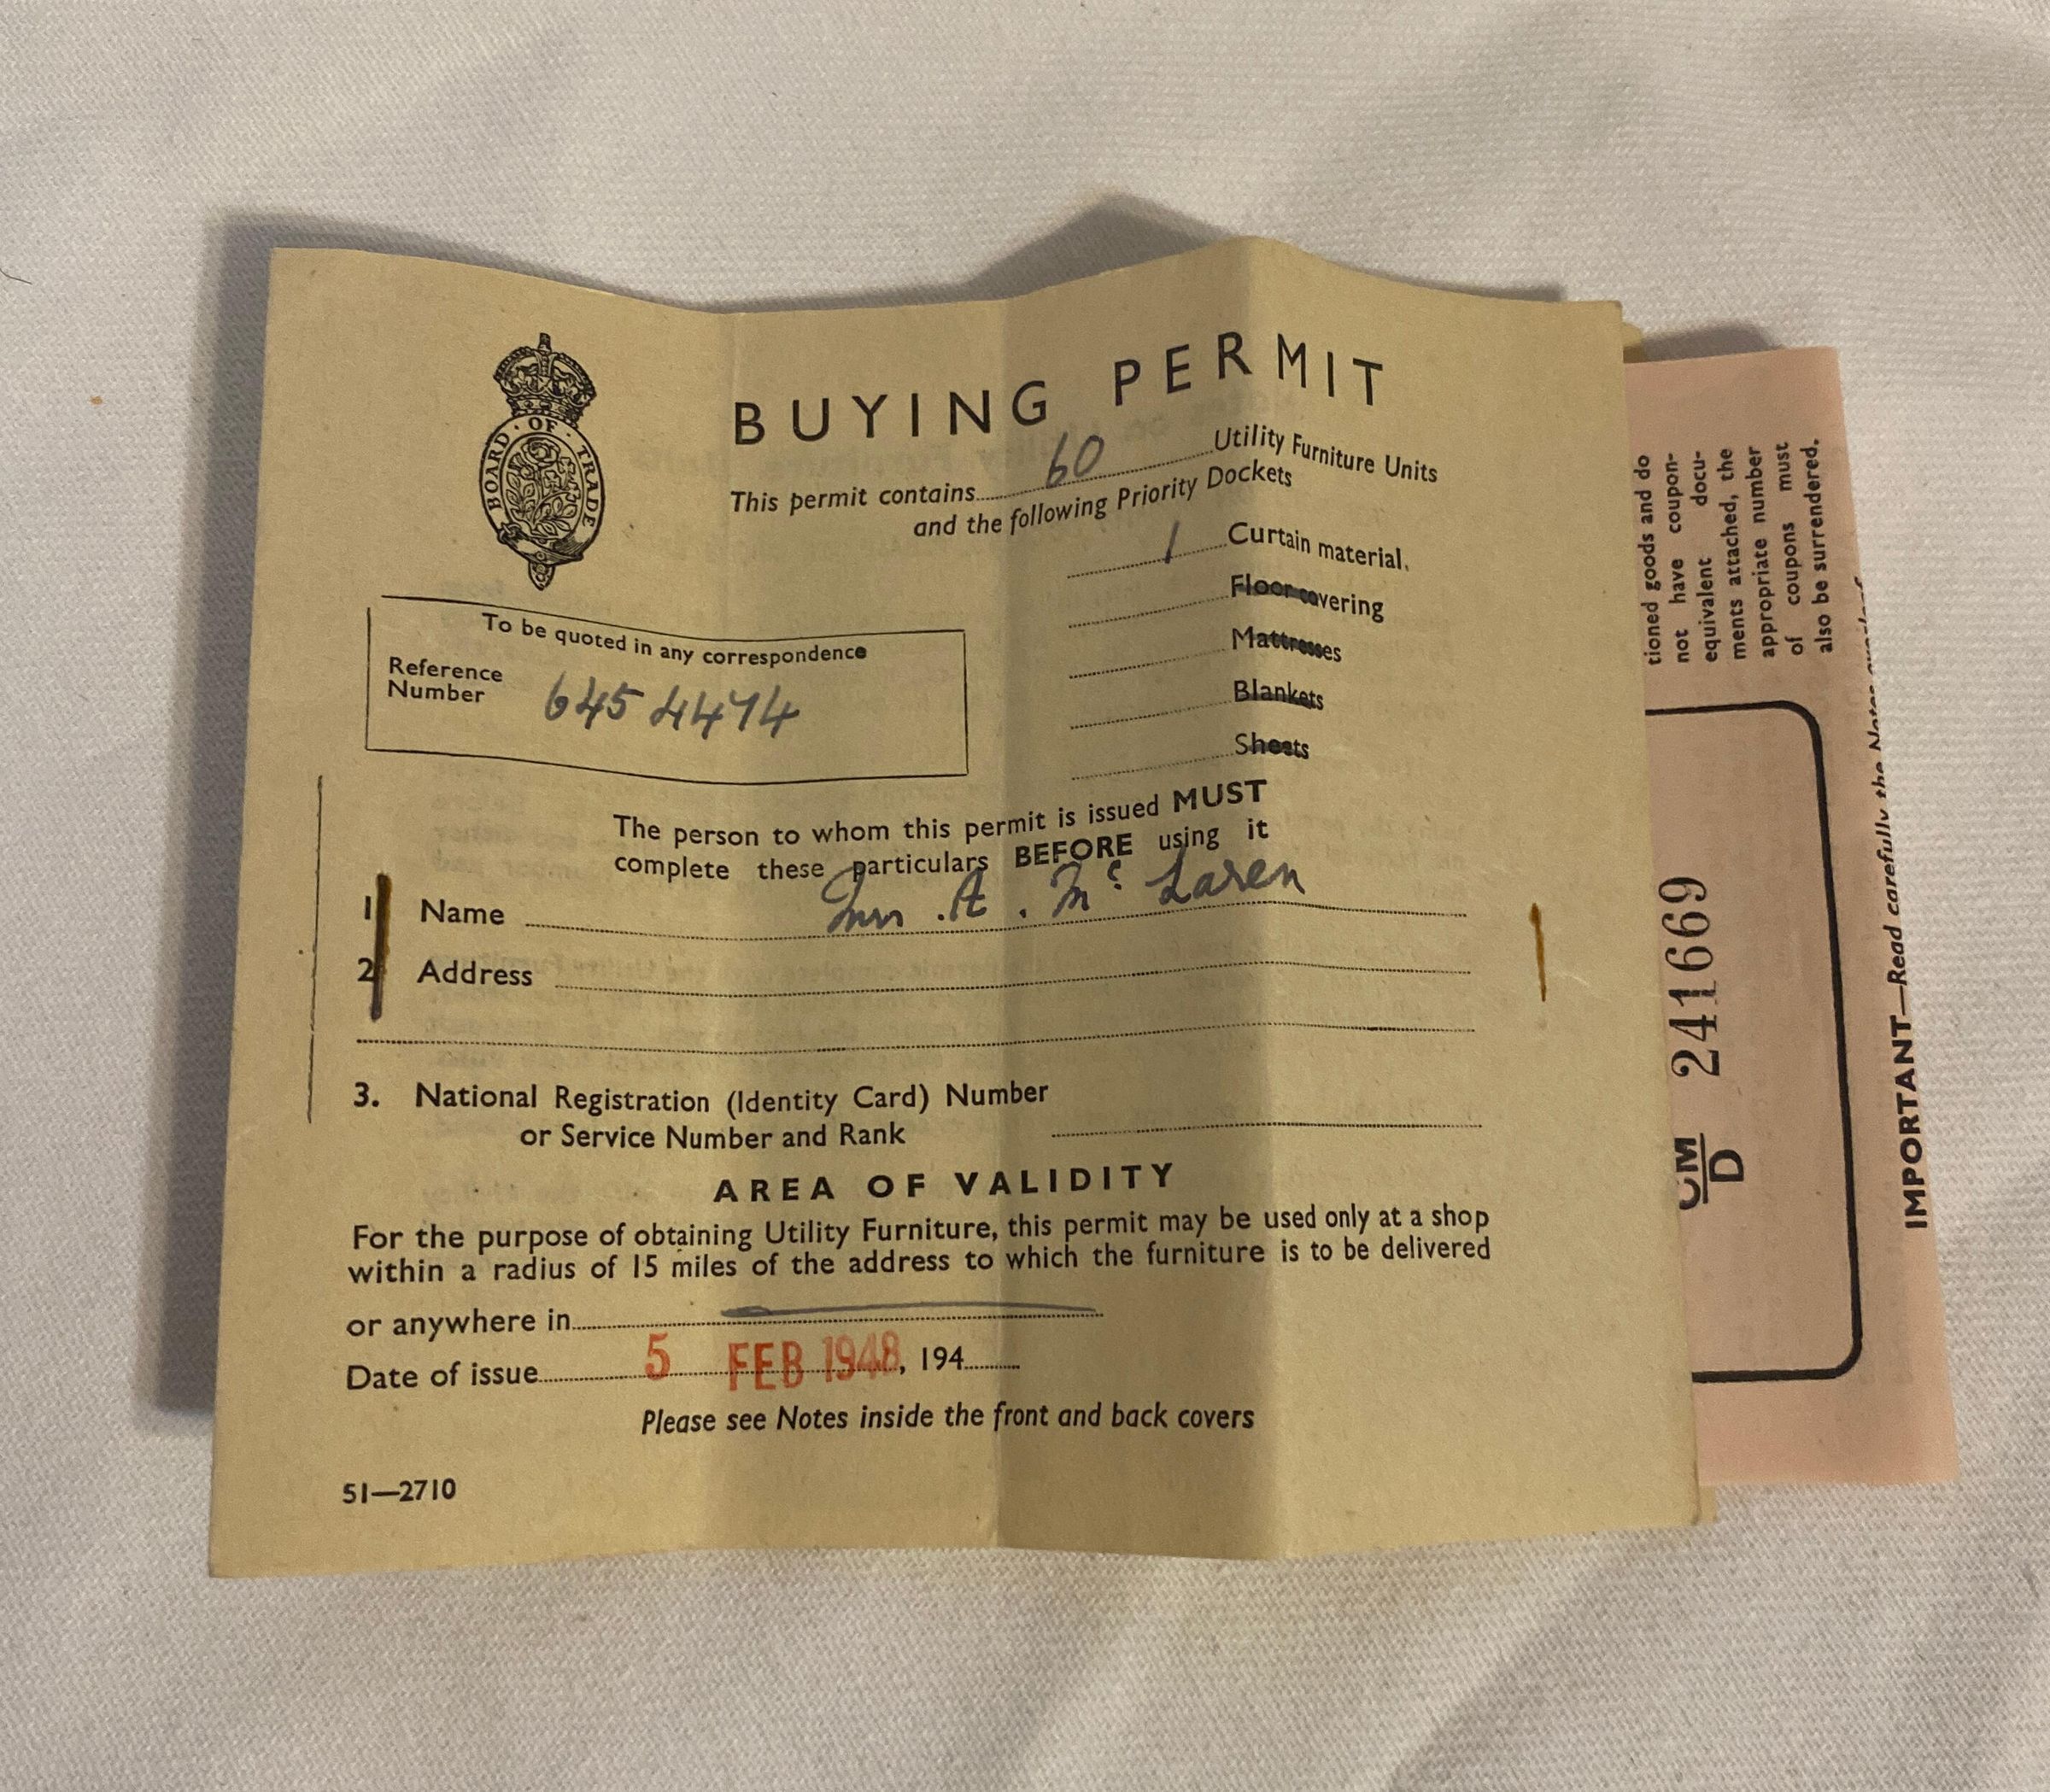 BOARD · OF · TRADE
BUYING PERMIT
This permit contains 60 Utility Furniture Units
and the following Priority Dockets
1 Curtain material.
Floor covering
Mattresses
Blankets
Sheets
To be quoted in any correspondence
Reference
Number 645 4474
The person to whom this permit is issued MUST
complete these particulars BEFORE using it
1 Name A. Mc Laren
2 Address
3. National Registration (Identity Card) Number
or Service Number and Rank
AREA OF VALIDITY
For the purpose of obtaining Utility Furniture, this permit may be used only at a shop
within a radius of 15 miles of the address to which the furniture is to be delivered
or anywhere in
Date of issue 5 FEB 1948, 194
Please see Notes inside the front and back covers
51—2710
tioned goods and do
not have coupon-
equivalent docu-
ments attached, the
appropriate number
of coupons must
also be surrendered.
CM
D 241669
IMPORTANT—Read carefully the Notes overleaf